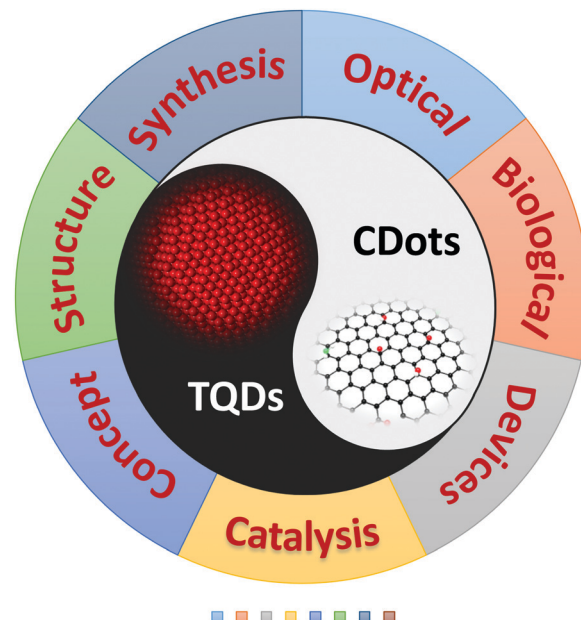 Synthesis
Optical
Biological
Devices
Catalysis
Concept
Structure
CDots
TQDs